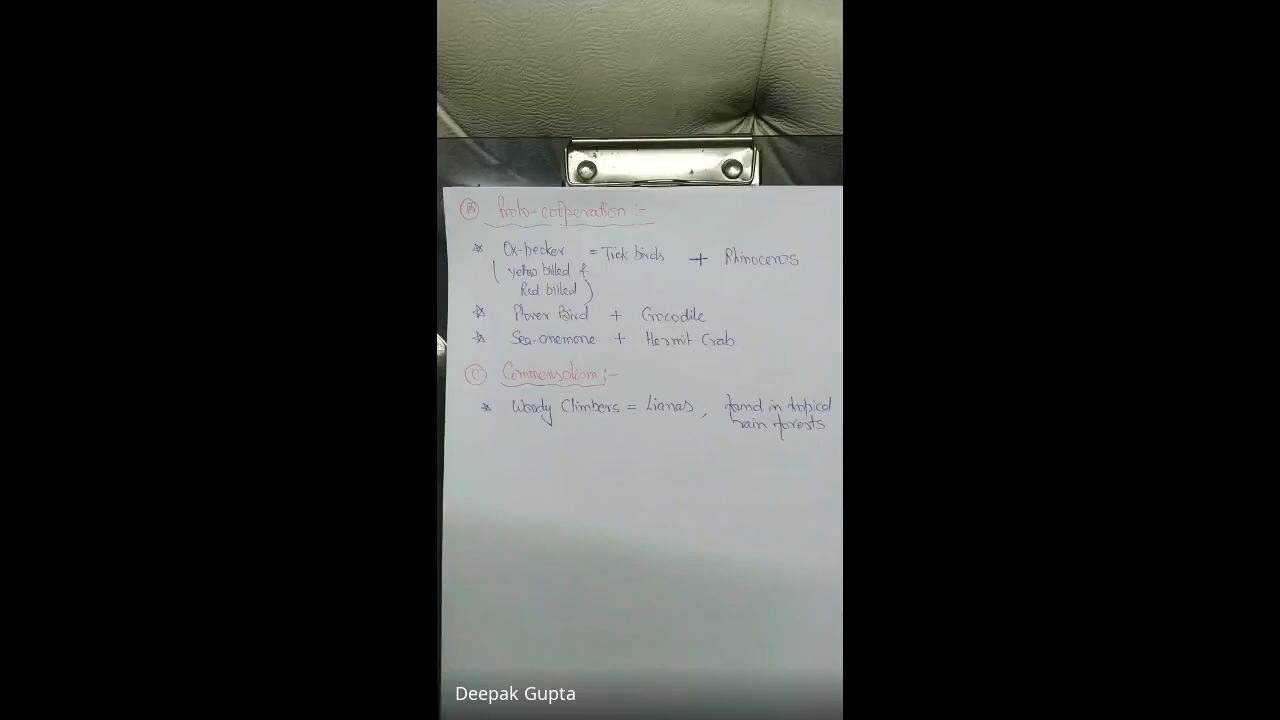 B Proto-cooperation :-
* Ox-pecker = Tick birds + Rhinoceros
( yellow billed &
Red billed )
* Plover Bird + Crocodile
* Sea-anemone + Hermit Crab
C Commensalism :-
* Woody Climbers = Lianas, found in tropical
rain forests
Deepak Gupta